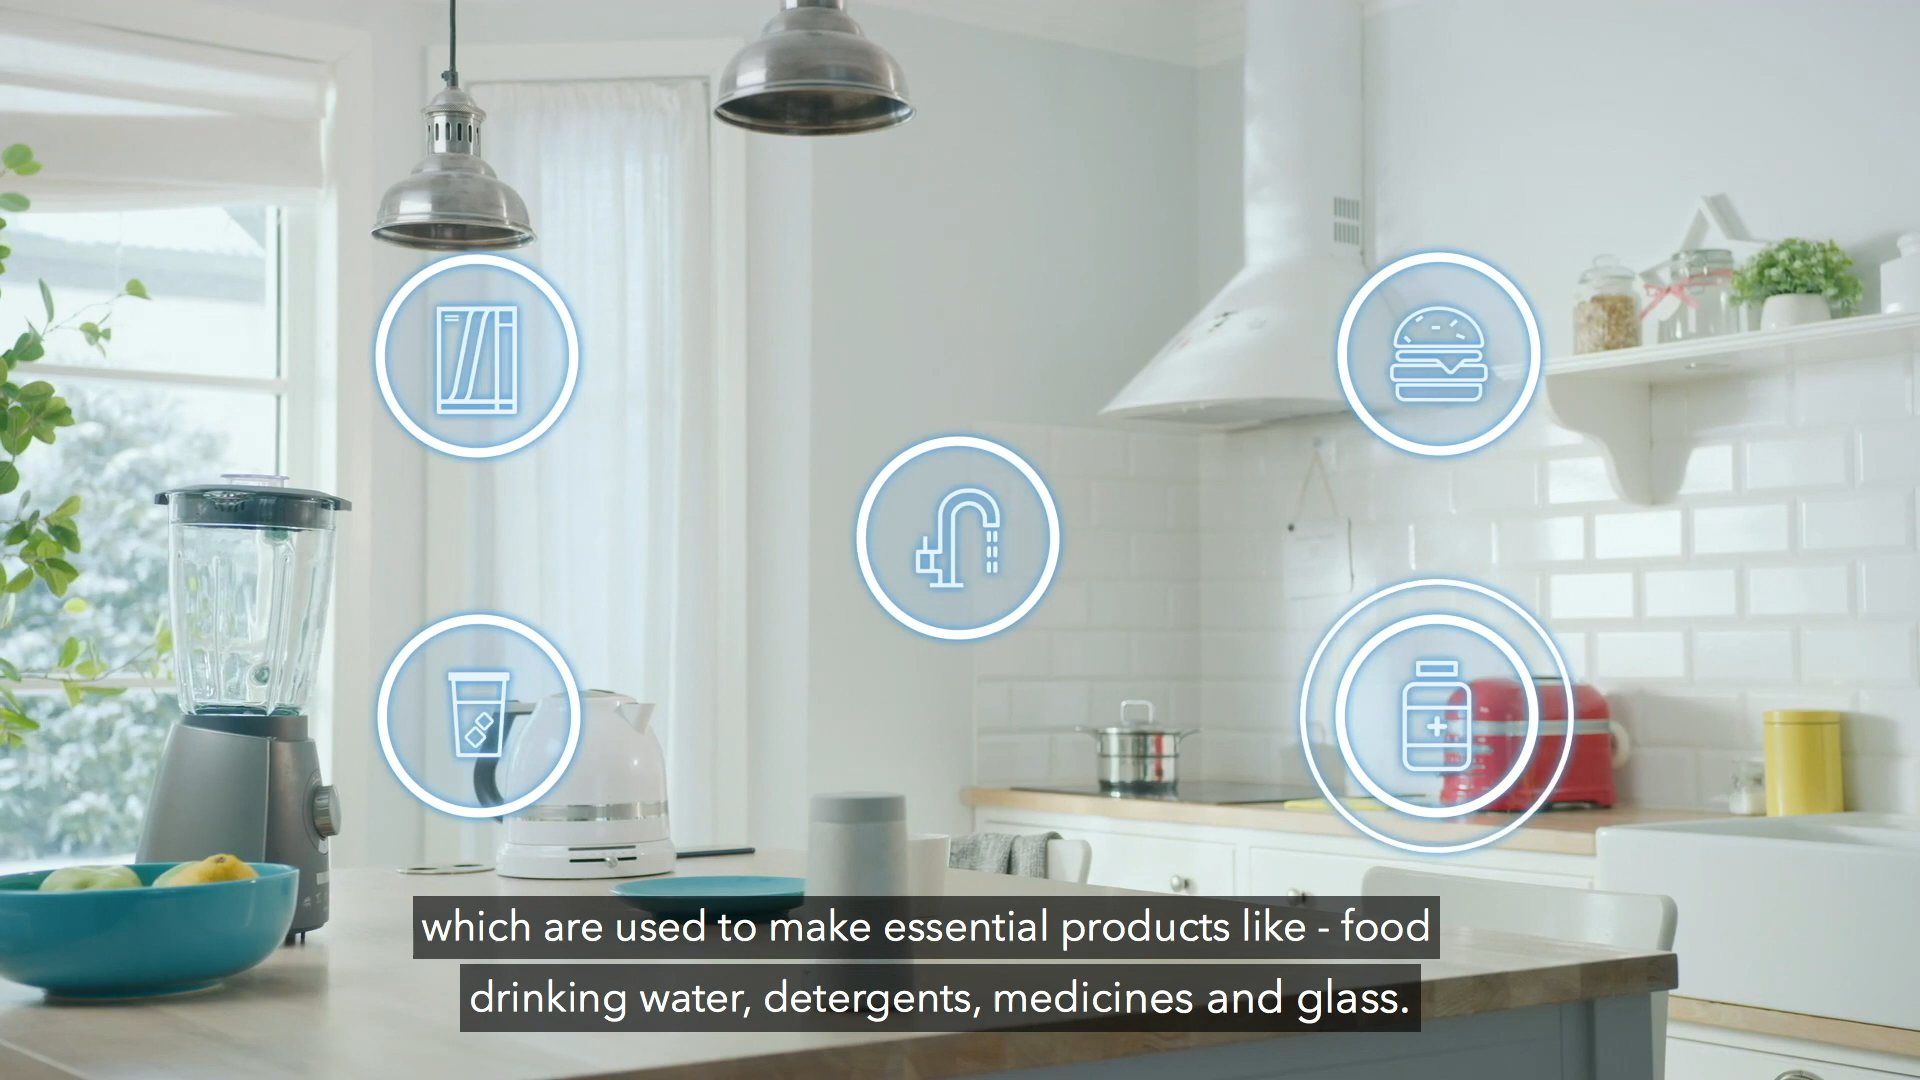 which are used to make essential products like - food
drinking water, detergents, medicines and glass.